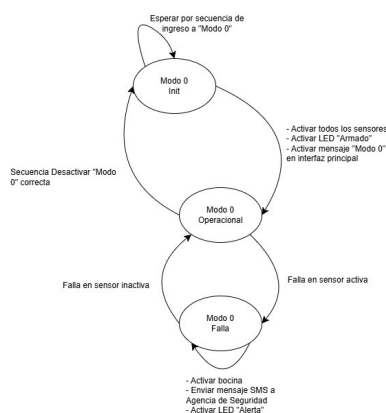 Esperar por secuencia de
ingreso a "Modo 0"
Modo 0
Init
- Activar todos los sensores
- Activar LED "Armado"
- Activar mensaje "Modo 0"
en interfaz principal
Secuencia Desactivar "Modo
0" correcta
Modo 0
Operacional
Falla en sensor inactiva
Falla en sensor activa
Modo 0
Falla
- Activar bocina
- Enviar mensaje SMS a
Agencia de Seguridad
- Activar LED "Alerta"